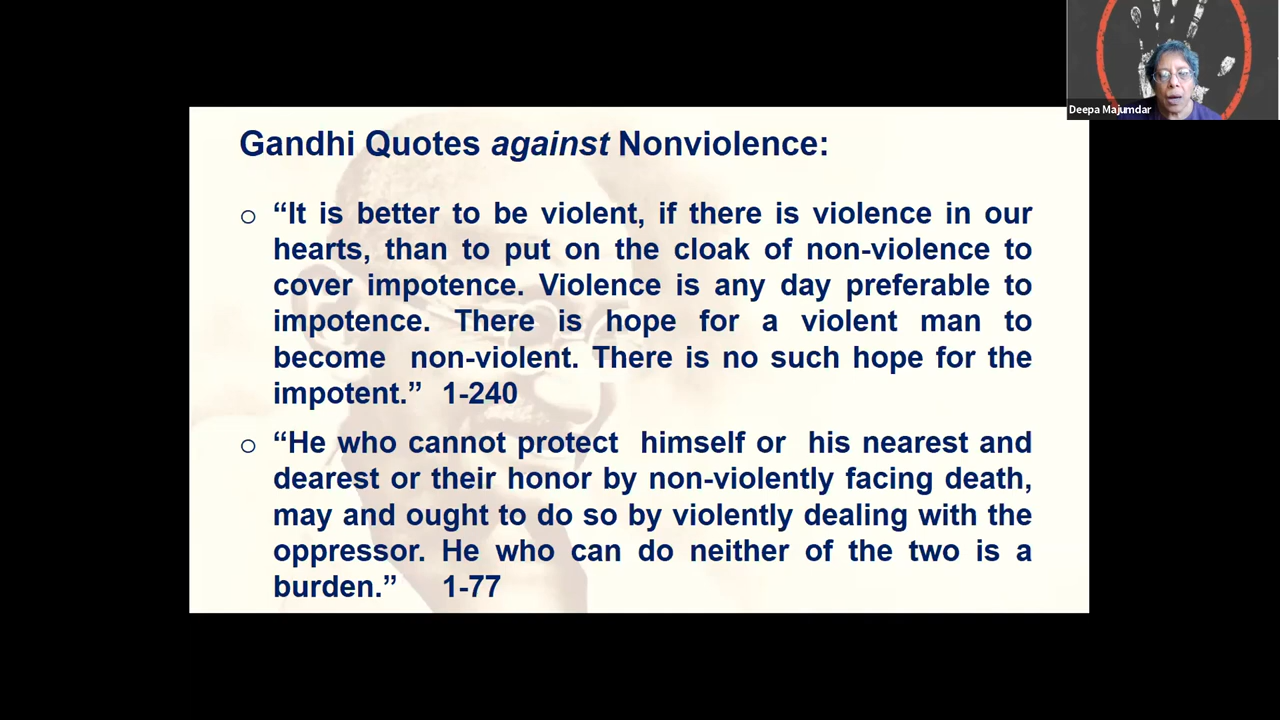 Deepa Majumdar
Gandhi Quotes against Nonviolence:
o “It is better to be violent, if there is violence in our
hearts, than to put on the cloak of non-violence to
cover impotence. Violence is any day preferable to
impotence. There is hope for a violent man to
become non-violent. There is no such hope for the
impotent.” 1-240
o “He who cannot protect himself or his nearest and
dearest or their honor by non-violently facing death,
may and ought to do so by violently dealing with the
oppressor. He who can do neither of the two is a
burden.” 1-77